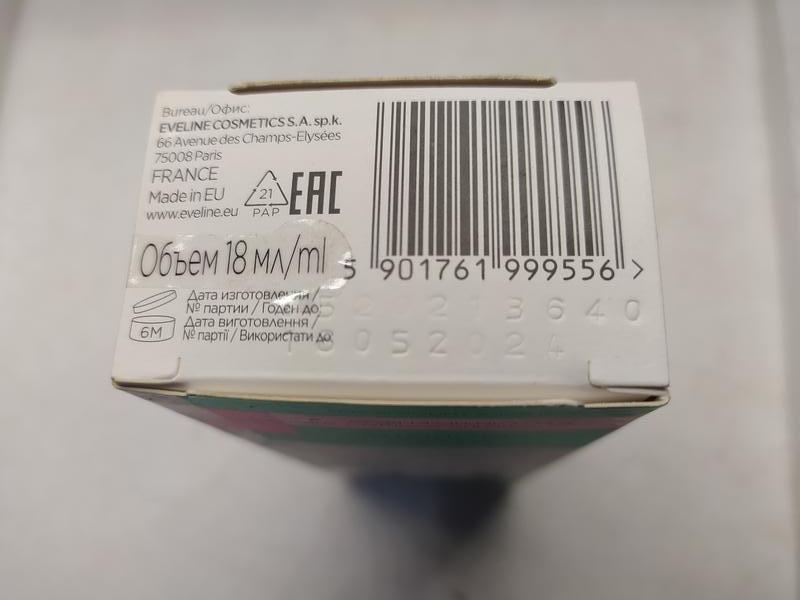 Bureau/Офис:
EVELINE COSMETICS S.A. sp.k.
66 Avenue des Champs-Elysées
75008 Paris
FRANCE
Made in EU
www.eveline.eu
21
PAP
EAC
Объем 18 мл/ml
5 901761 999556 >
6M
Дата изготовления /
№ партии / Годен до:
Дата виготовлення /
№ партії / Використати до: